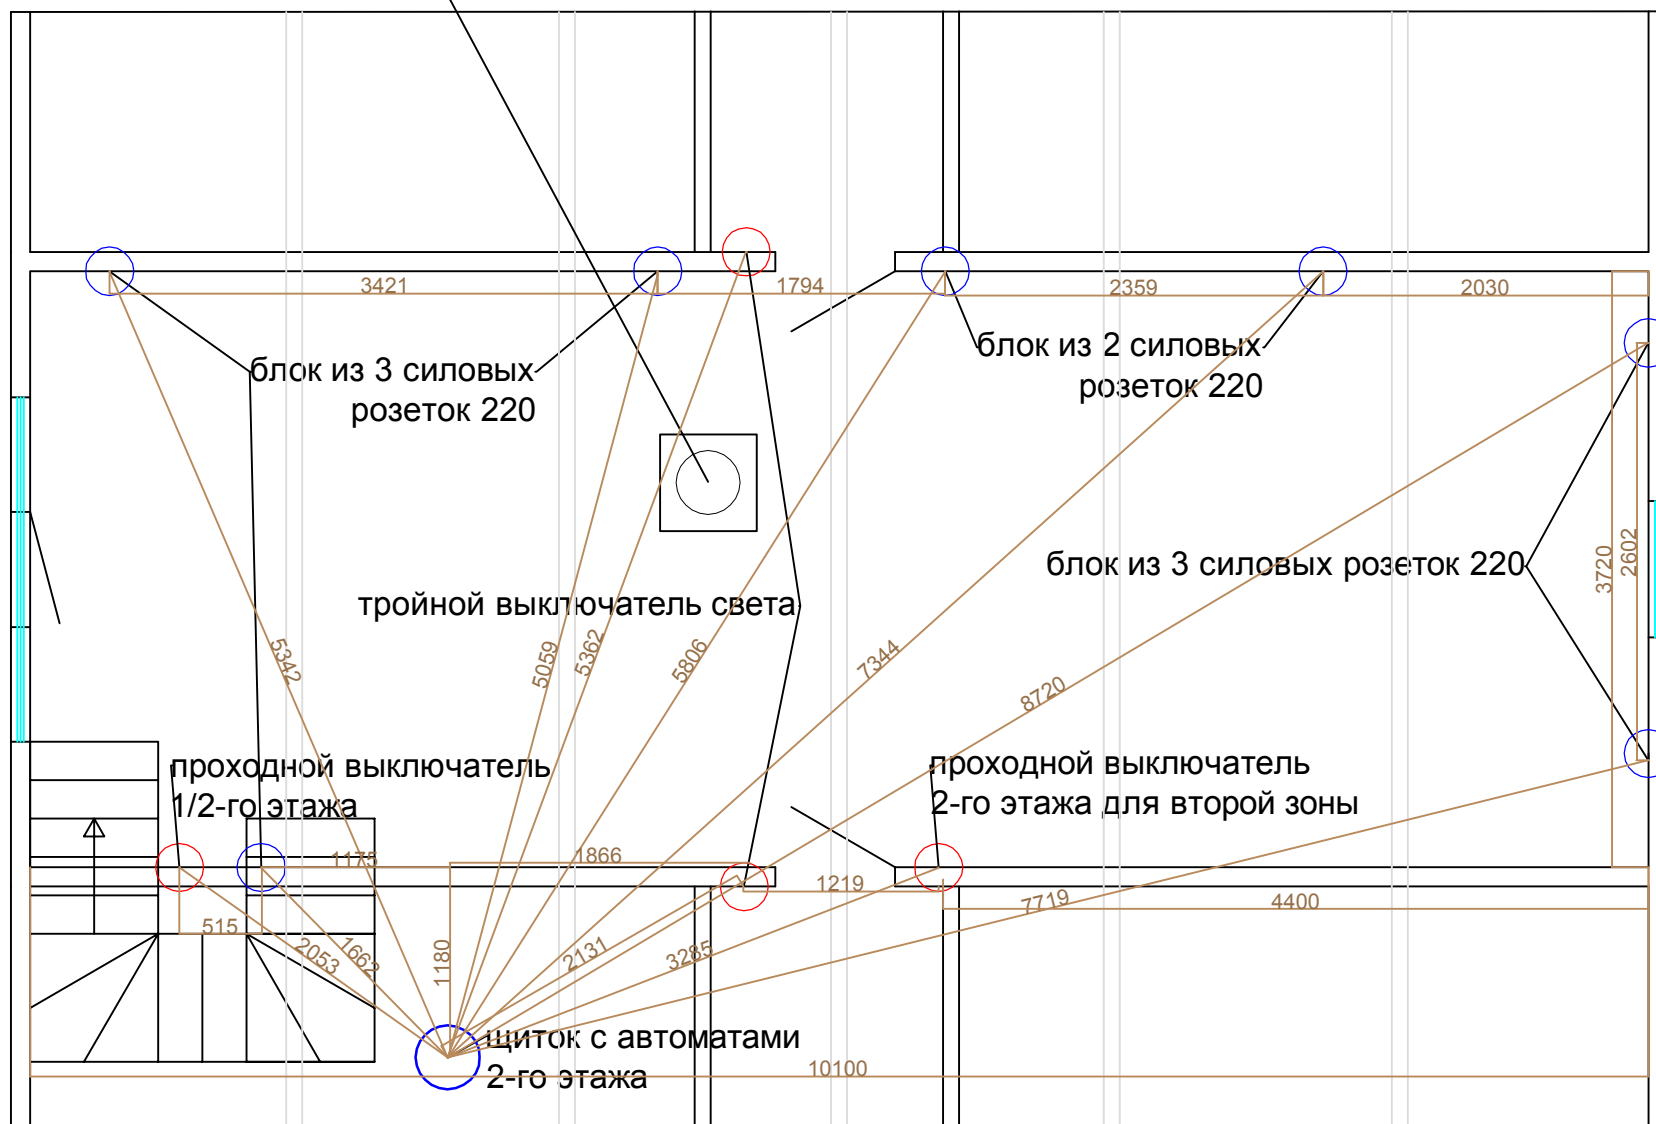 3421
1794
2359
2030
блок из 3 силовых
розеток 220
блок из 2 силовых
розеток 220
3720
2602
блок из 3 силовых розеток 220
тройной выключатель света
5342
5059
5362
5806
7344
8720
проходной выключатель
1/2-го этажа
проходной выключатель
2-го этажа для второй зоны
1175
1866
1219
7719
4400
515
2053
1662
1180
2131
3285
щиток с автоматами
2-го этажа
10100